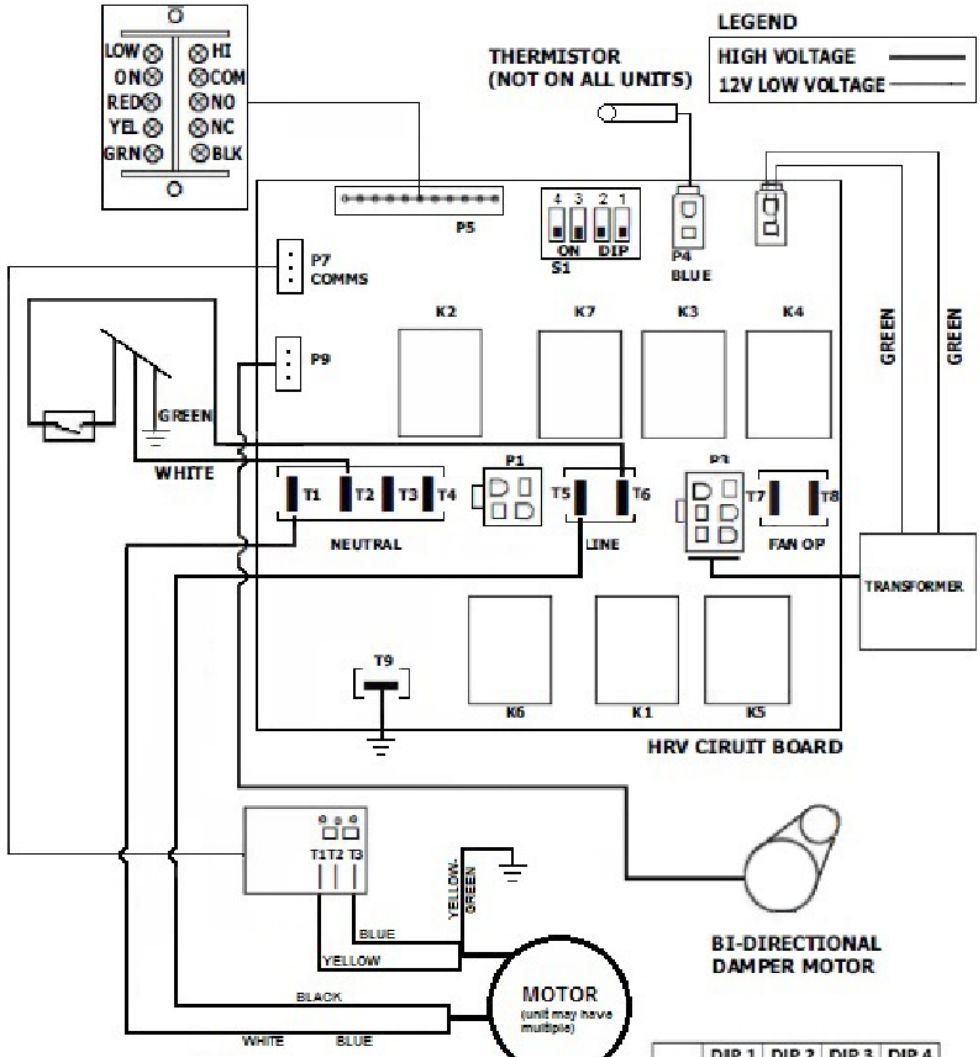 LEGEND
HIGH VOLTAGE
12V LOW VOLTAGE
THERMISTOR
(NOT ON ALL UNITS)
LOW HI
ON COM
RED NO
YEL NC
GRN BLK
P5
4 3 2 1
ON DIP
S1
P4
BLUE
P7
COMMS
K2
K7
K3
K4
GREEN
GREEN
P9
GREEN
WHITE
T1
T2
T3
T4
NEUTRAL
P1
T5
T6
LINE
P3
T7
T8
FAN OP
TRANSFORMER
T9
K6
K1
K5
HRV CIRUIT BOARD
T1 T2 T3
YELLOW-
GREEN
BLUE
YELLOW
BLACK
WHITE BLUE
MOTOR
(unit may have
multiple)
BI-DIRECTIONAL
DAMPER MOTOR
DIP 1 DIP 2 DIP 3 DIP 4